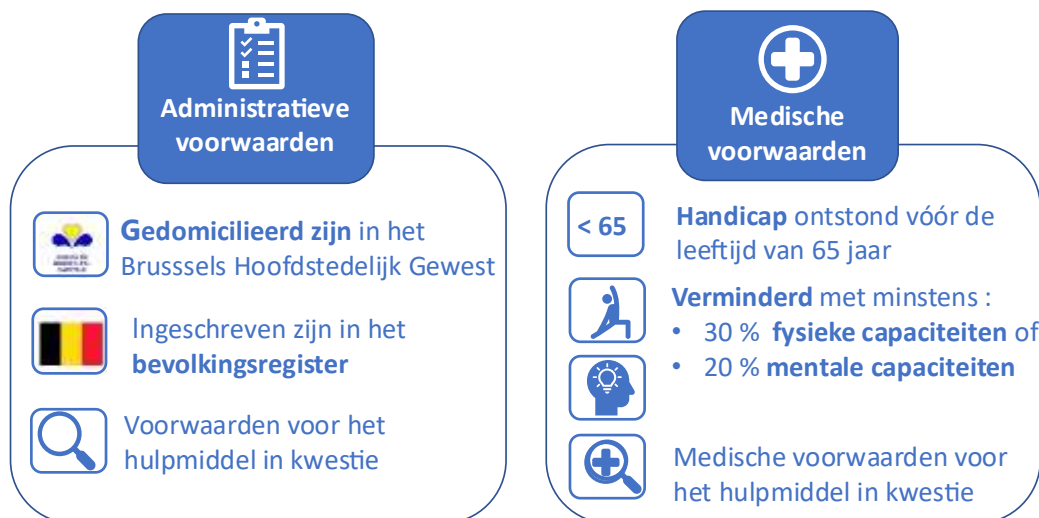 Administratieve
voorwaarden
Gedomicilieerd zijn in het
Brusssels Hoofdstedelijk Gewest
Ingeschreven zijn in het
bevolkingsregister
Voorwaarden voor het
hulpmiddel in kwestie
Medische
voorwaarden
< 65
Handicap ontstond vóór de
leeftijd van 65 jaar
Verminderd met minstens :
• 30 % fysieke capaciteiten of
• 20 % mentale capaciteiten
Medische voorwaarden voor
het hulpmiddel in kwestie